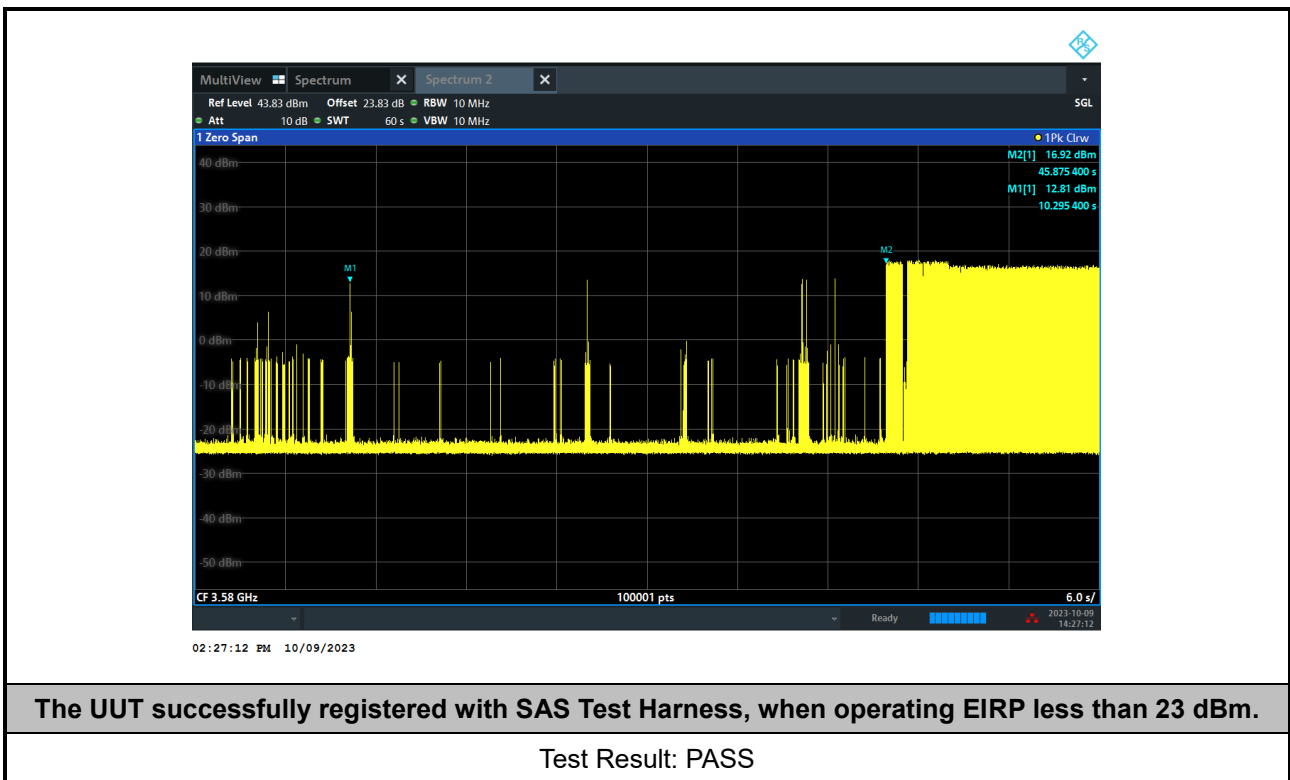 R&S
MultiView Spectrum X Spectrum 2 X
Ref Level 43.83 dBm Offset 23.83 dB RBW 10 MHz SGL
Att 10 dB SWT 60 s VBW 10 MHz
1 Zero Span 1Pk Clrw
M2[1] 16.92 dBm
45.875 400 s
M1[1] 12.81 dBm
10.295 400 s
40 dBm
30 dBm
20 dBm
M2
M1
10 dBm
0 dBm
-10 dBm
-20 dBm
-30 dBm
-40 dBm
-50 dBm
CF 3.58 GHz 100001 pts 6.0 s/
Ready 2023-10-09
14:27:12
02:27:12 PM 10/09/2023
The UUT successfully registered with SAS Test Harness, when operating EIRP less than 23 dBm.
Test Result: PASS